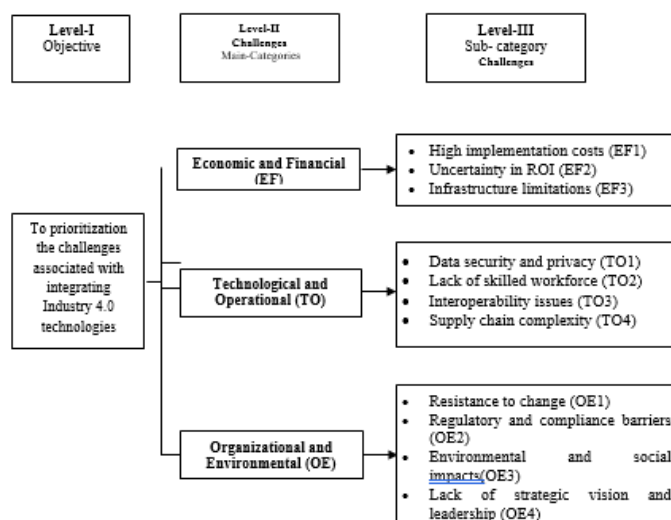 Level-I
Objective
Level-II
Challenges
Main-Categories
Level-III
Sub- category
Challenges
To prioritization
the challenges
associated with
integrating
Industry 4.0
technologies
Economic and Financial
(EF)
• High implementation costs (EF1)
• Uncertainty in ROI (EF2)
• Infrastructure limitations (EF3)
Technological and
Operational (TO)
• Data security and privacy (TO1)
• Lack of skilled workforce (TO2)
• Interoperability issues (TO3)
• Supply chain complexity (TO4)
Organizational and
Environmental (OE)
• Resistance to change (OE1)
• Regulatory and compliance barriers
(OE2)
• Environmental and social
impacts(OE3)
• Lack of strategic vision and
leadership (OE4)